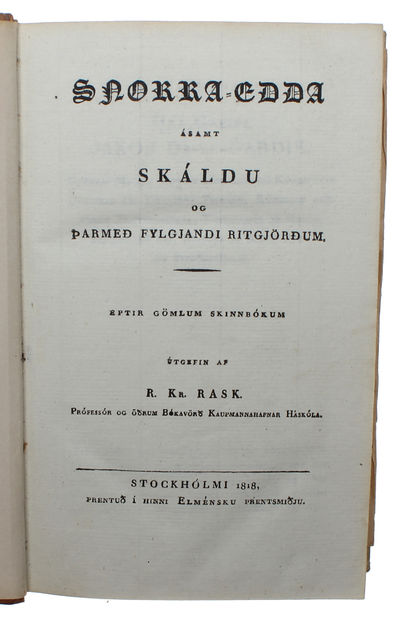 SNORRA-EDDA
ÁSAMT
SKÁLDU
OG
ÞARMEÐ FYLGJANDI RITGJÖRÐUM.
EPTIR GÖMLUM SKINNBÓKUM
ÚTGEFIN AF
R. KR. RASK.
PRÓFESSÓR OG ÖÐRUM BÓKAVÖRÐ KAUPMANNAHAFNAR HÁSKÓLA.
STOCKHÓLMI 1818,
PRENTUÐ Í HINNI ELMÉNSKU PRENTSMIÐJU.